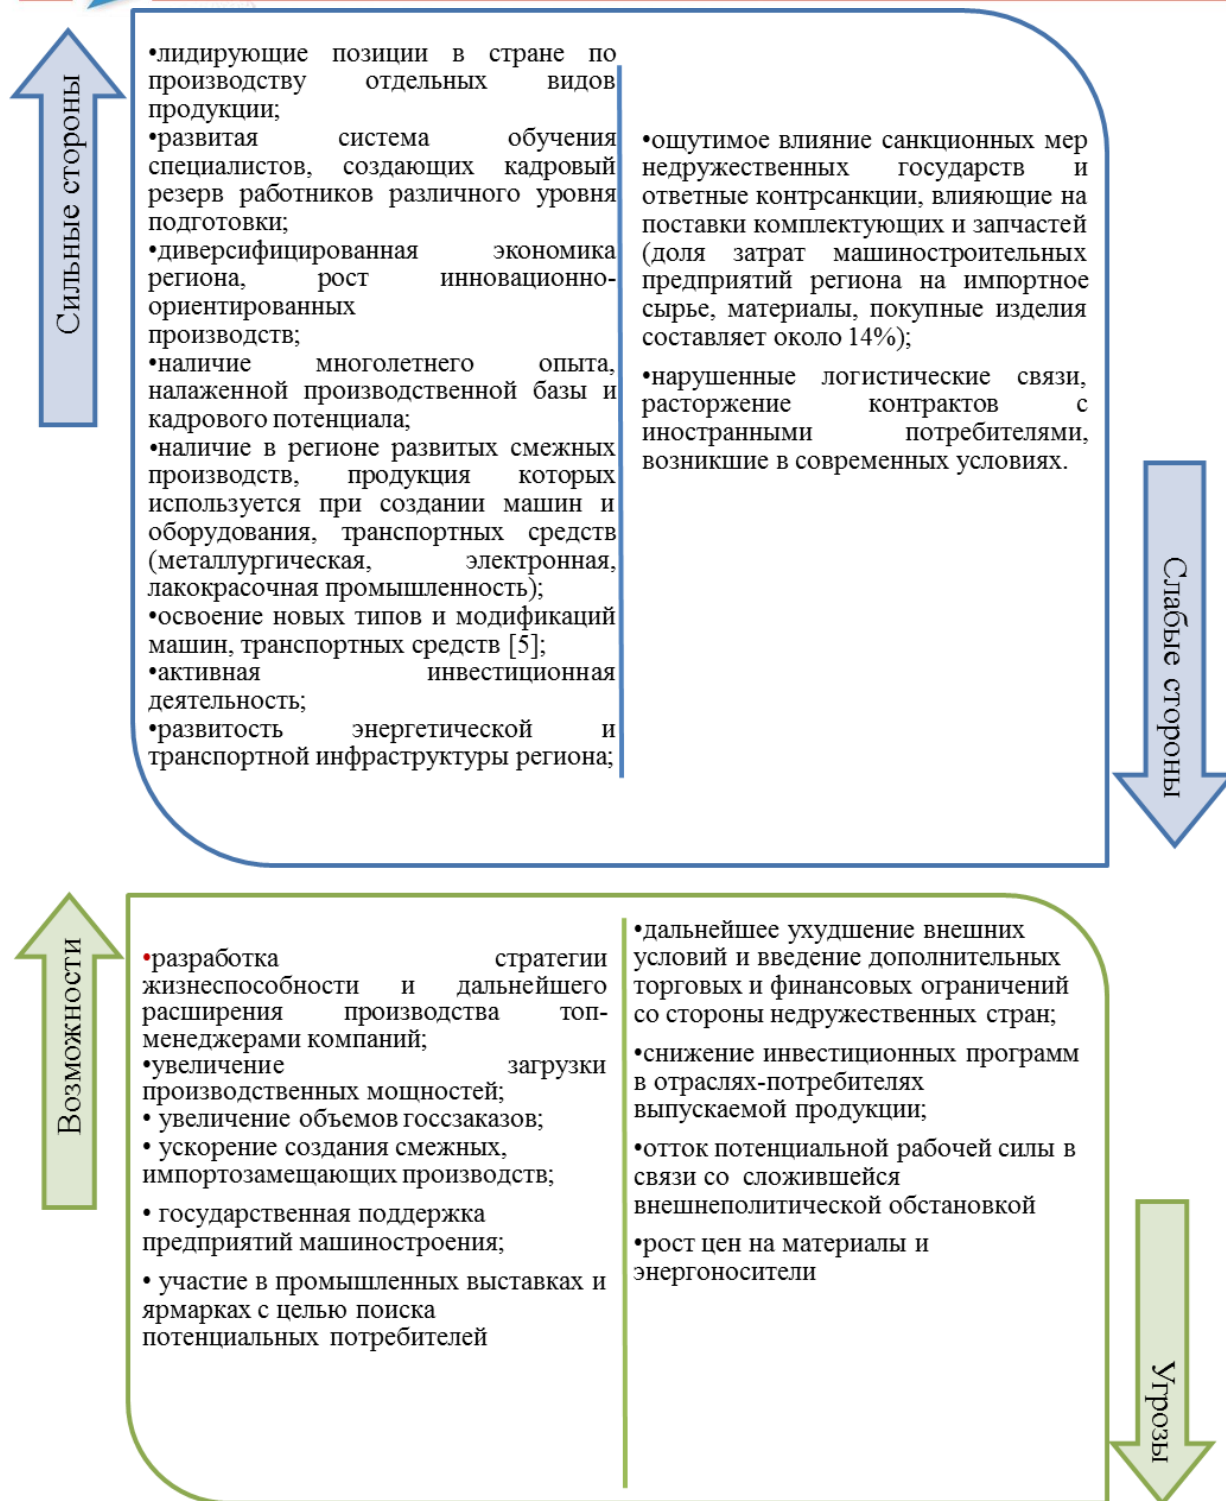 Сильные стороны
•лидирующие позиции в стране по
производству отдельных видов
продукции;
•развитая система обучения
специалистов, создающих кадровый
резерв работников различного уровня
подготовки;
•диверсифицированная экономика
региона, рост инновационно-
ориентированных
производств;
•наличие многолетнего опыта,
налаженной производственной базы и
кадрового потенциала;
•наличие в регионе развитых смежных
производств, продукция которых
используется при создании машин и
оборудования, транспортных средств
(металлургическая, электронная,
лакокрасочная промышленность);
•освоение новых типов и модификаций
машин, транспортных средств [5];
•активная инвестиционная
деятельность;
•развитость энергетической и
транспортной инфраструктуры региона;
•ощутимое влияние санкционных мер
недружественных государств и
ответные контрсанкции, влияющие на
поставки комплектующих и запчастей
(доля затрат машиностроительных
предприятий региона на импортное
сырье, материалы, покупные изделия
составляет около 14%);
•нарушенные логистические связи,
расторжение контрактов с
иностранными потребителями,
возникшие в современных условиях.
Слабые стороны
Возможности
•разработка стратегии
жизнеспособности и дальнейшего
расширения производства топ-
менеджерами компаний;
•увеличение загрузки
производственных мощностей;
• увеличение объемов госсзаказов;
• ускорение создания смежных,
импортозамещающих производств;
• государственная поддержка
предприятий машиностроения;
• участие в промышленных выставках и
ярмарках с целью поиска
потенциальных потребителей
•дальнейшее ухудшение внешних
условий и введение дополнительных
торговых и финансовых ограничений
со стороны недружественных стран;
•снижение инвестиционных программ
в отраслях-потребителях
выпускаемой продукции;
•отток потенциальной рабочей силы в
связи со сложившейся
внешнеполитической обстановкой
•рост цен на материалы и
энергоносители
Угрозы